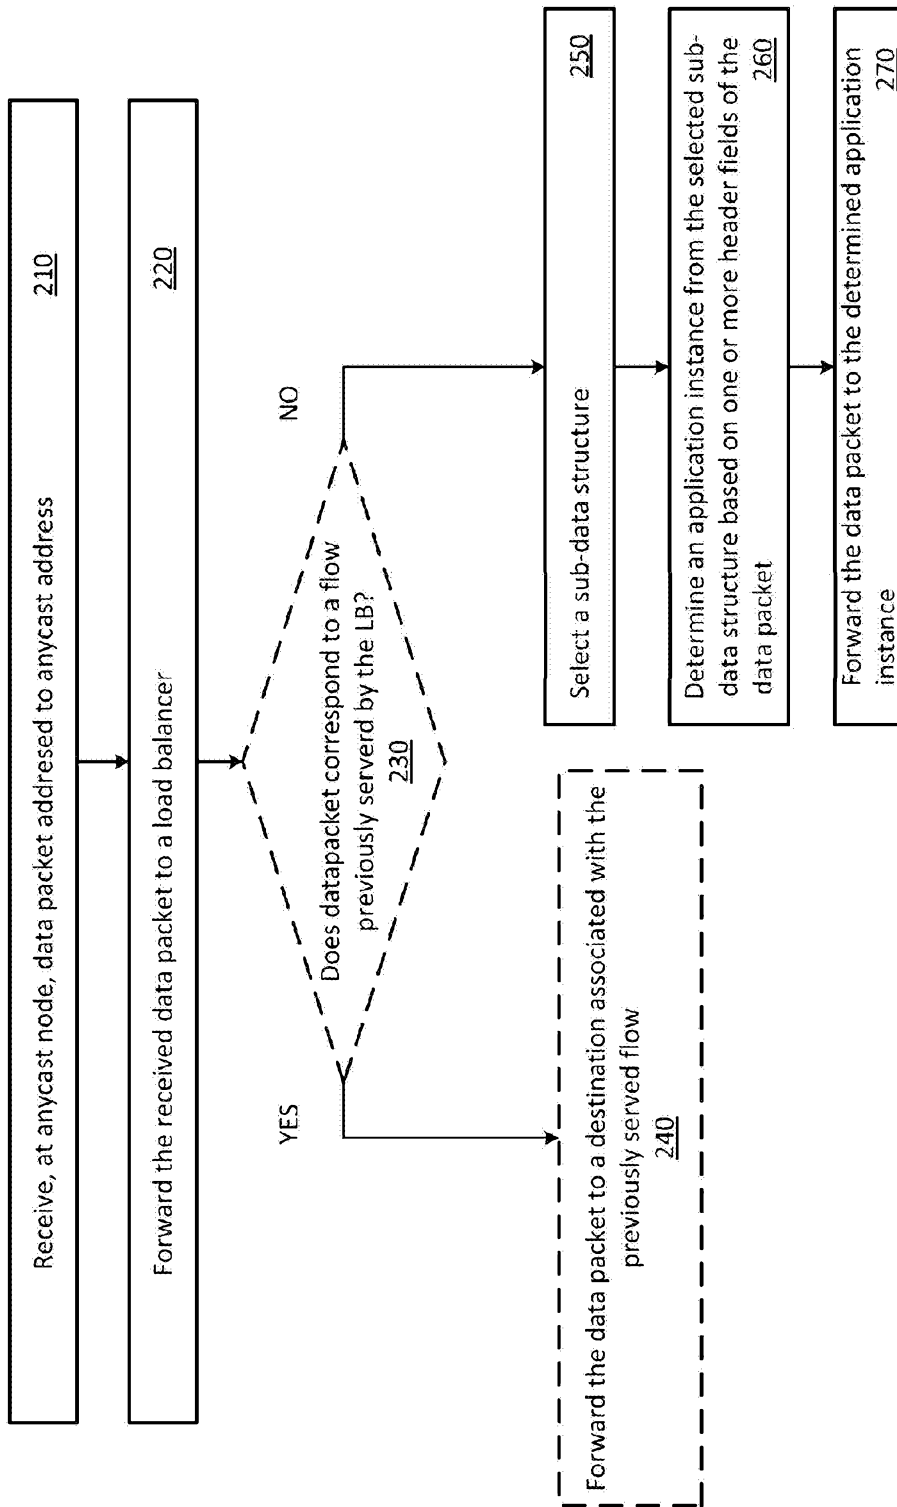 Receive, at anycast node, data packet addressed to anycast address 210
Forward the received data packet to a load balancer 220
Does datapacket correspond to a flow
previously serverd by the LB?
230
YES
NO
Forward the data packet to a destination associated with the
previously served flow
240
Select a sub-data structure 250
Determine an application instance from the selected sub-
data structure based on one or more header fields of the
data packet 260
Forward the data packet to the determined application
instance 270